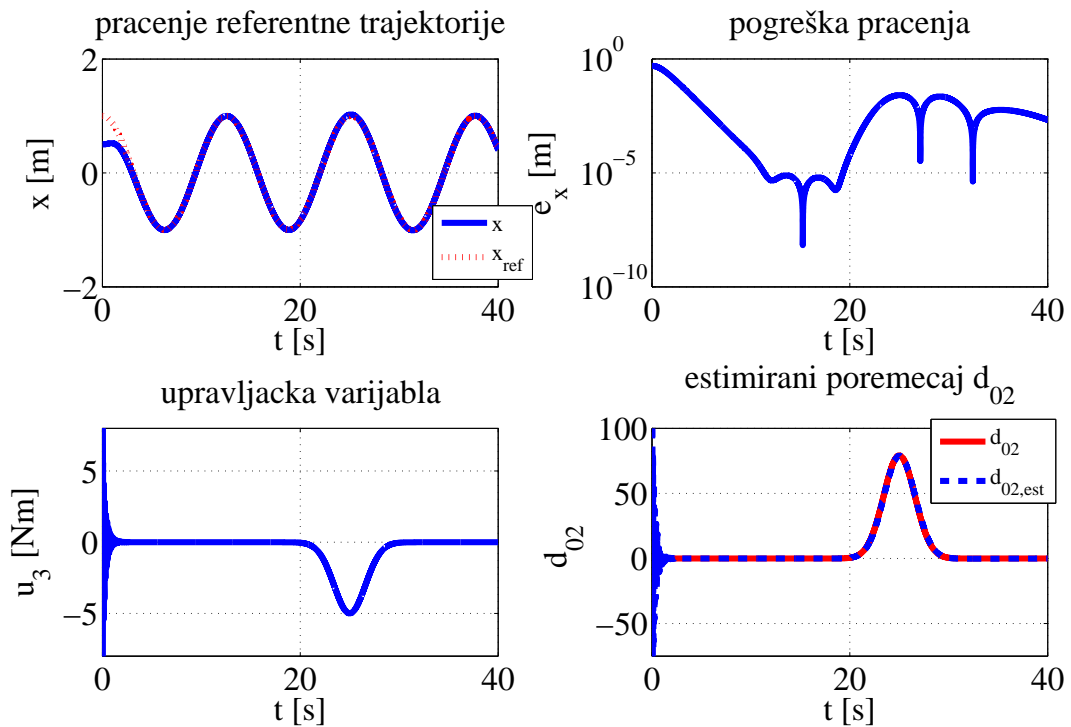 pracenje referentne trajektorije
x [m]
2
0
−2
0
20
40
t [s]
x
x_ref
pogreška pracenja
e_x [m]
10^0
10^−5
10^−10
0
20
40
t [s]
upravljacka varijabla
u_3 [Nm]
5
0
−5
0
20
40
t [s]
estimirani poremecaj d_02
d_02
100
50
0
−50
0
20
40
t [s]
d_02
d_02,est